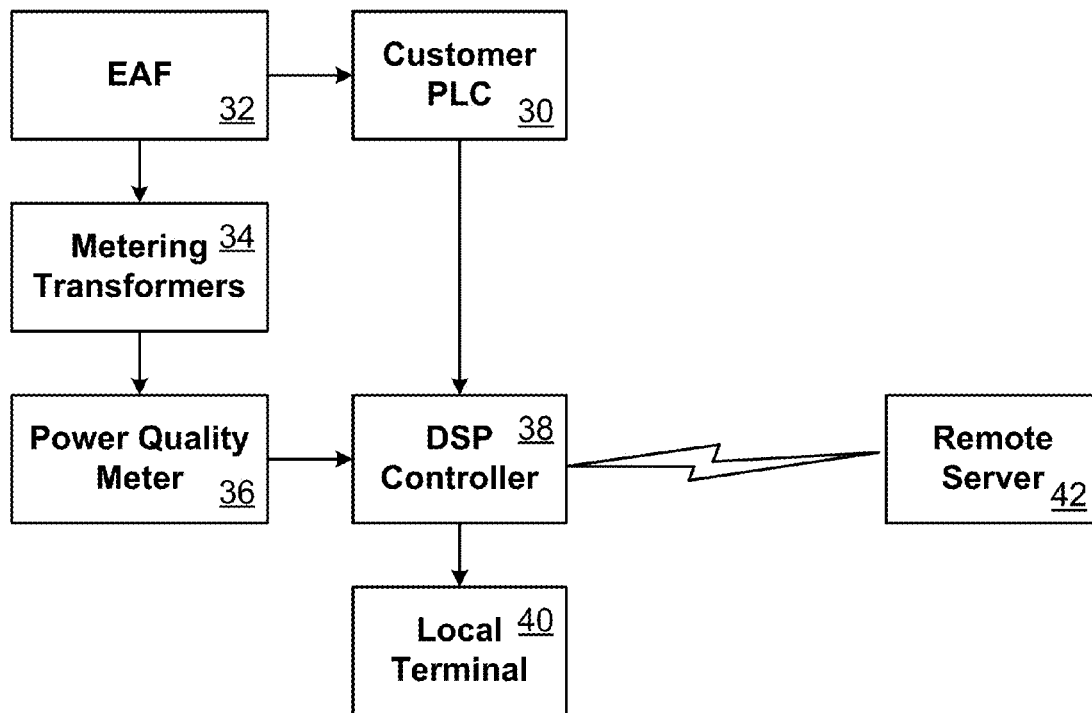 EAF
32
Customer
PLC
30
Metering
Transformers
34
Power Quality
Meter
36
DSP
Controller
38
Remote
Server
42
Local
Terminal
40